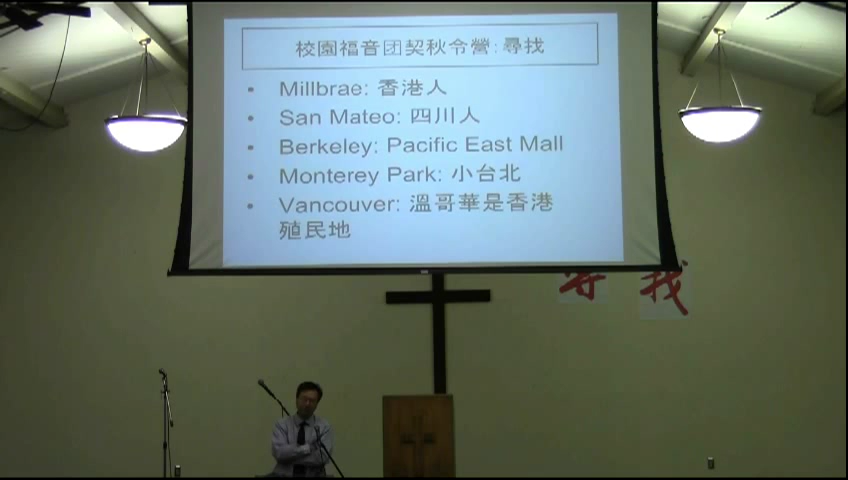 校園福音团契秋令營: 尋找
• Millbrae: 香港人
• San Mateo: 四川人
• Berkeley: Pacific East Mall
• Monterey Park: 小台北
• Vancouver: 溫哥華是香港
殖民地
尋找